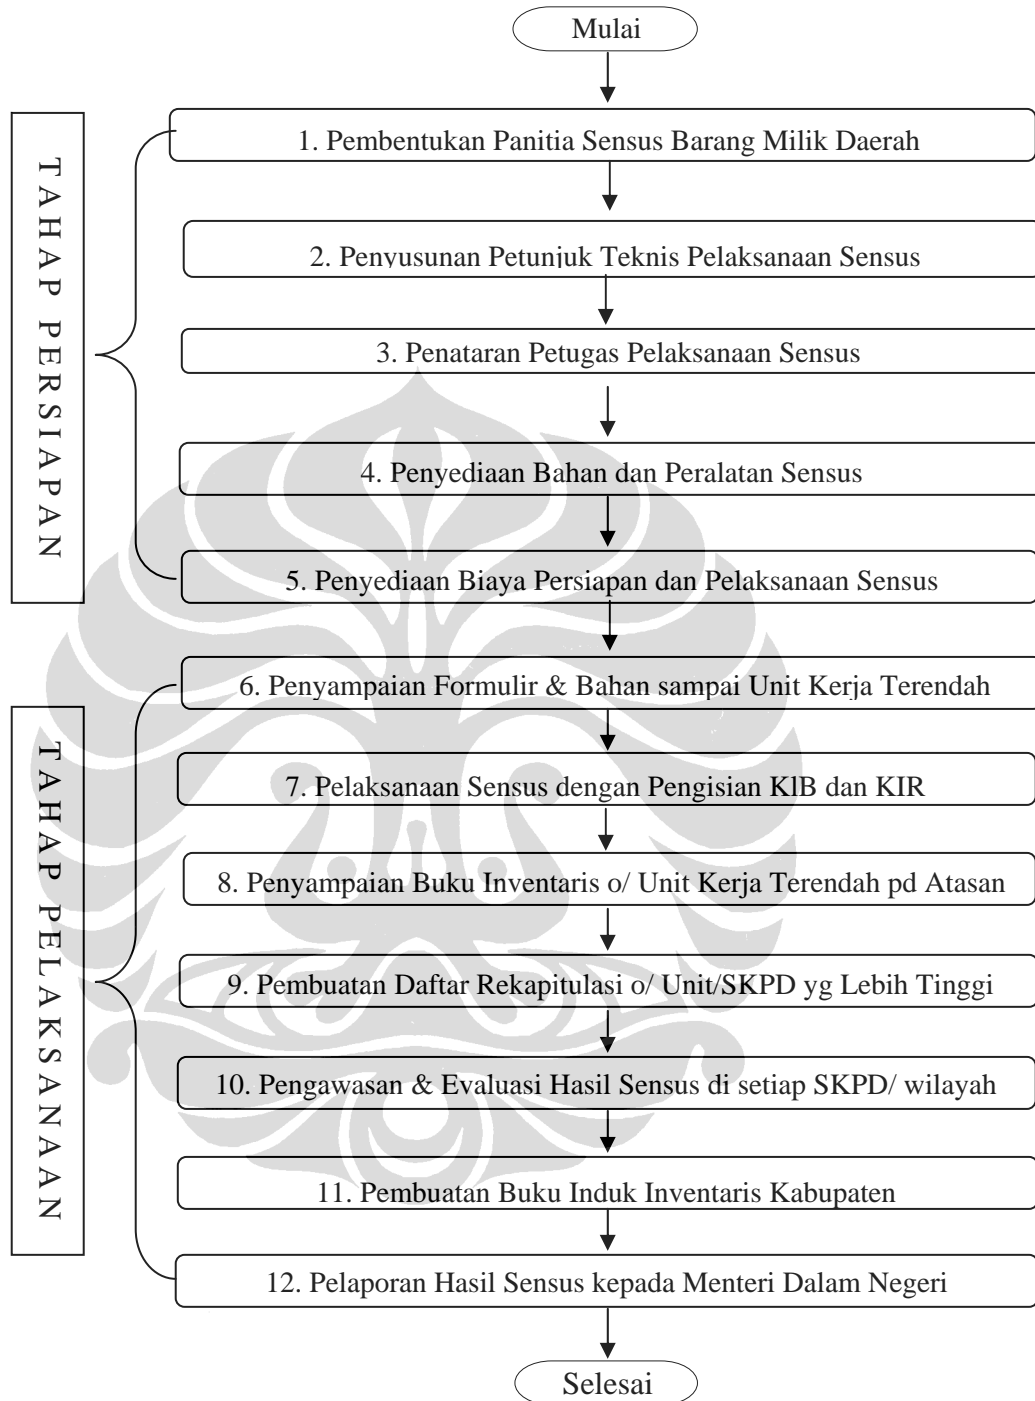 Mulai
TAHAP PERSIAPAN
1. Pembentukan Panitia Sensus Barang Milik Daerah
2. Penyusunan Petunjuk Teknis Pelaksanaan Sensus
3. Penataran Petugas Pelaksanaan Sensus
4. Penyediaan Bahan dan Peralatan Sensus
5. Penyediaan Biaya Persiapan dan Pelaksanaan Sensus
TAHAP PELAKSANAAN
6. Penyampaian Formulir & Bahan sampai Unit Kerja Terendah
7. Pelaksanaan Sensus dengan Pengisian KIB dan KIR
8. Penyampaian Buku Inventaris o/ Unit Kerja Terendah pd Atasan
9. Pembuatan Daftar Rekapitulasi o/ Unit/SKPD yg Lebih Tinggi
10. Pengawasan & Evaluasi Hasil Sensus di setiap SKPD/ wilayah
11. Pembuatan Buku Induk Inventaris Kabupaten
12. Pelaporan Hasil Sensus kepada Menteri Dalam Negeri
Selesai